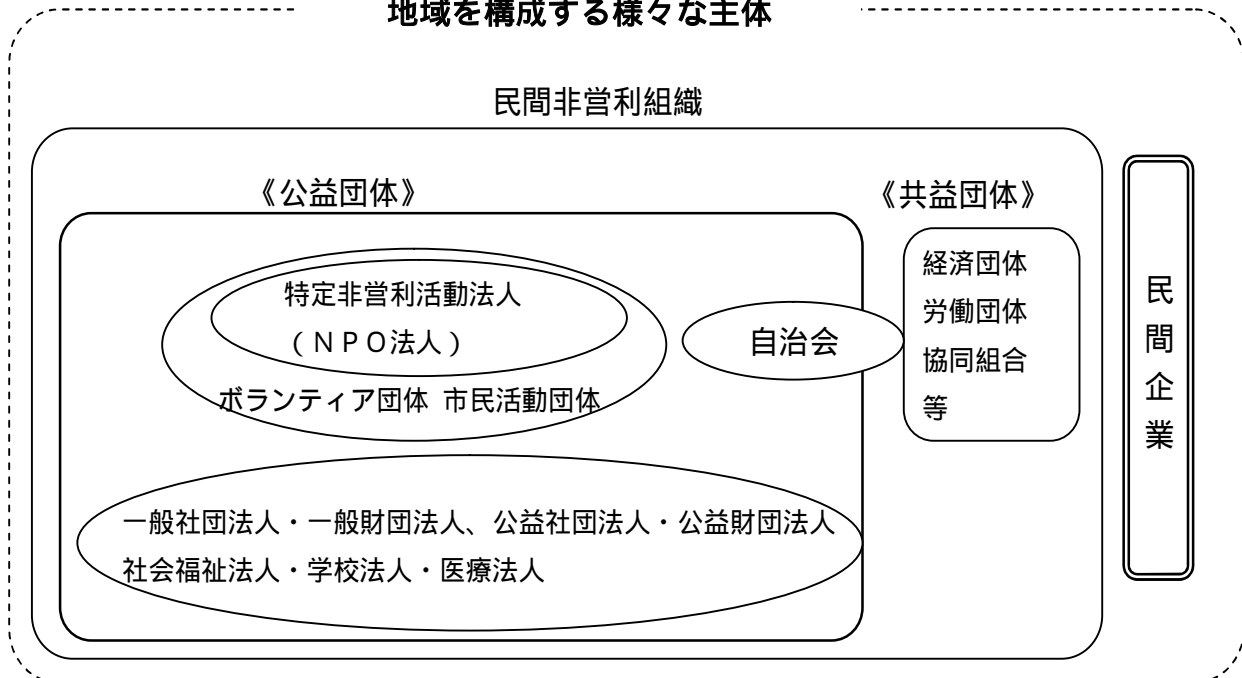 地域を構成する様々な主体
民間非営利組織
《公益団体》
《共益団体》
特定非営利活動法人
(NPO法人)
ボランティア団体 市民活動団体
自治会
経済団体
労働団体
協同組合
等
一般社団法人・一般財団法人、公益社団法人・公益財団法人
社会福祉法人・学校法人・医療法人
民間企業